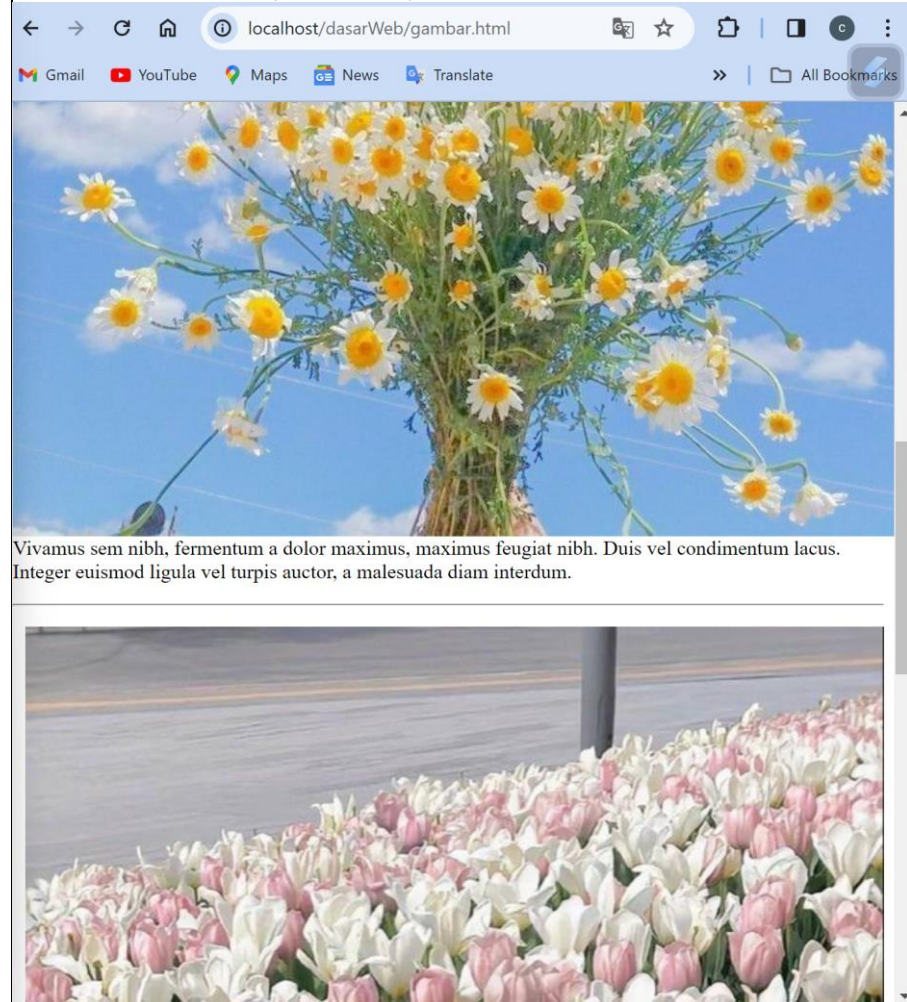 localhost/dasarWeb/gambar.html
C
Gmail
YouTube
Maps
News
Translate
»
All Bookmarks
Vivamus sem nibh, fermentum a dolor maximus, maximus feugiat nibh. Duis vel condimentum lacus.
Integer euismod ligula vel turpis auctor, a malesuada diam interdum.